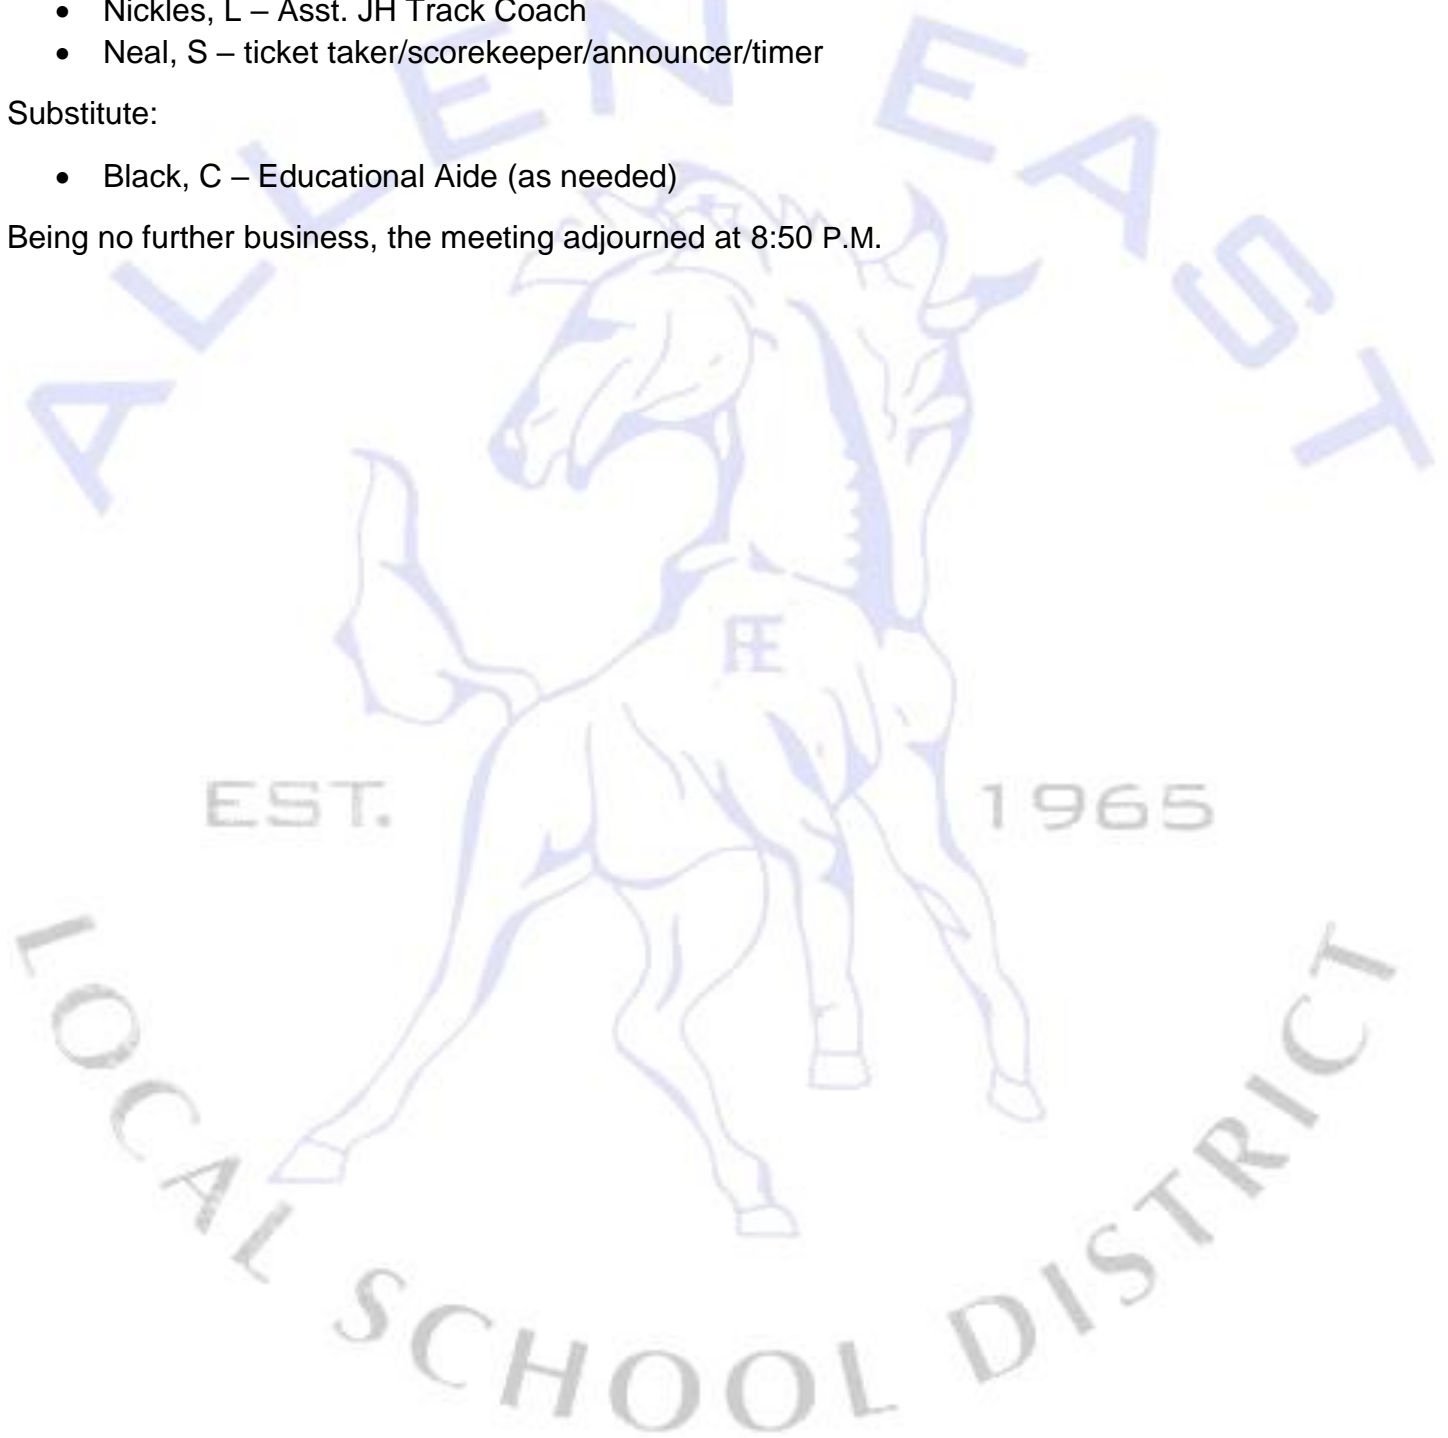 • Nickles, L – Asst. JH Track Coach
• Neal, S – ticket taker/scorekeeper/announcer/timer
Substitute:
• Black, C – Educational Aide (as needed)
Being no further business, the meeting adjourned at 8:50 P.M.
ALLEN EAST
AE
EST. 1965
LOCAL SCHOOL DISTRICT